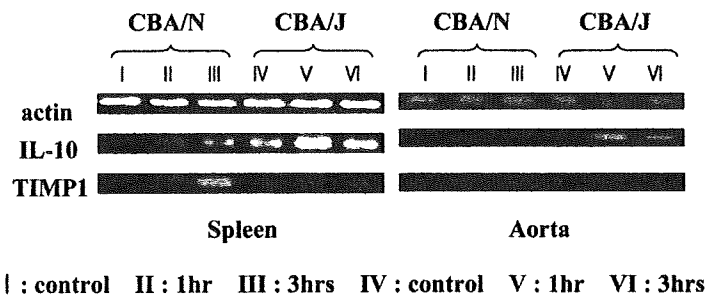 CBA/N CBA/J CBA/N CBA/J
I II III IV V VI I II III IV V VI
actin
IL-10
TIMP1
Spleen Aorta
I : control II : 1hr III : 3hrs IV : control V : 1hr VI : 3hrs